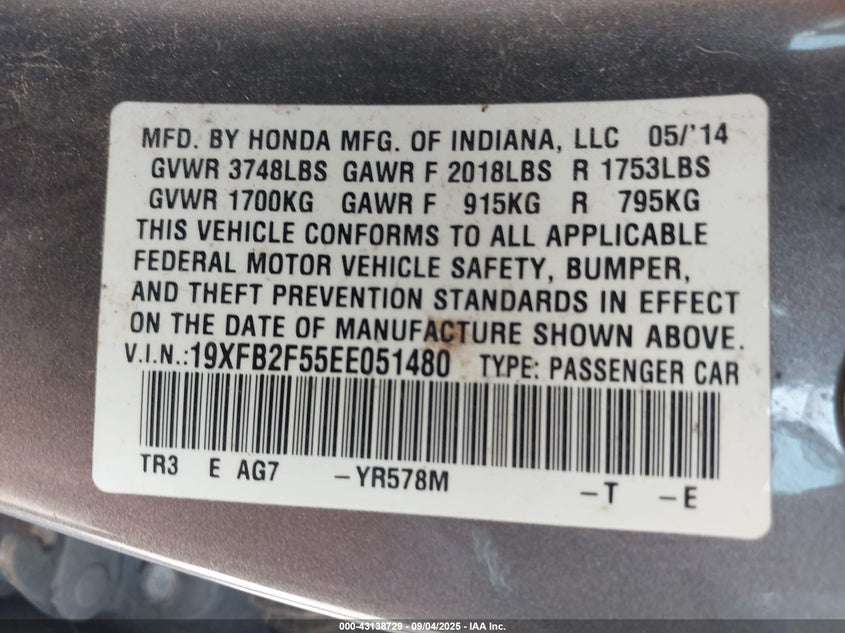 MFD. BY HONDA MFG. OF INDIANA, LLC 05/'14
GVWR 3748LBS GAWR F 2018LBS R 1753LBS
GVWR 1700KG GAWR F 915KG R 795KG
THIS VEHICLE CONFORMS TO ALL APPLICABLE
FEDERAL MOTOR VEHICLE SAFETY, BUMPER,
AND THEFT PREVENTION STANDARDS IN EFFECT
ON THE DATE OF MANUFACTURE SHOWN ABOVE.
V.I.N.:19XFB2F55EE051480 TYPE: PASSENGER CAR
TR3 E AG7 -YR578M -T -E
000-43138729 - 09/04/2025 - IAA Inc.